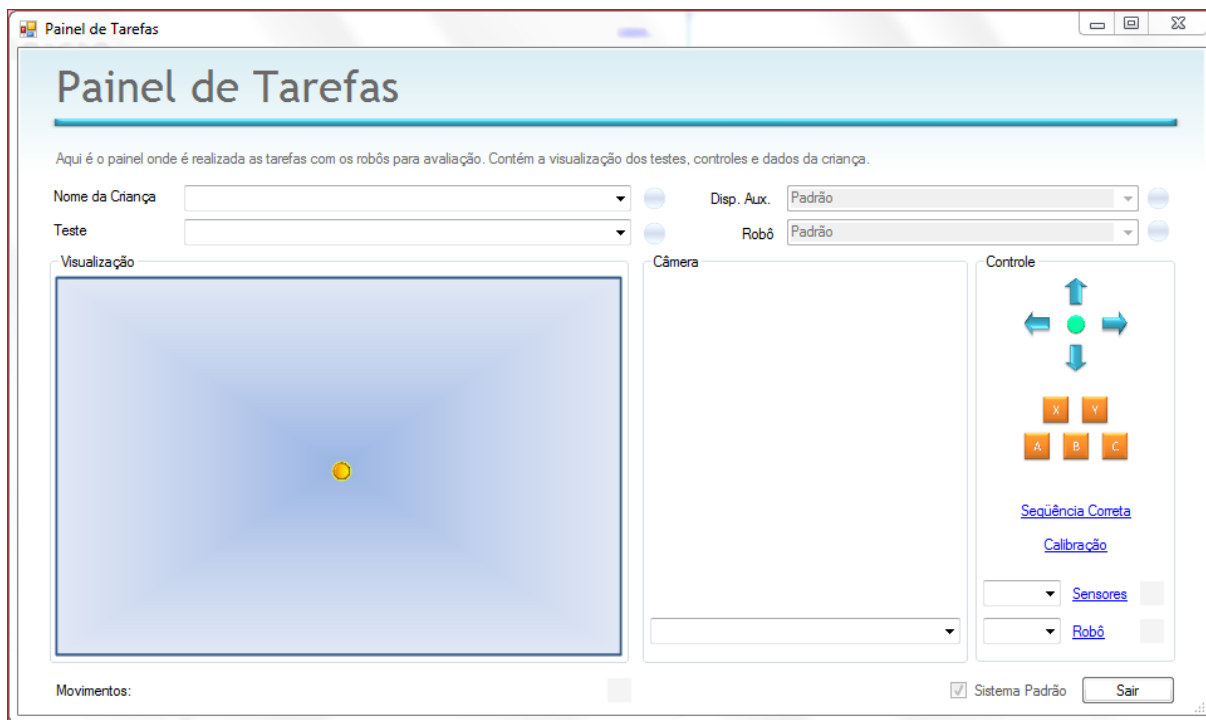 Painel de Tarefas
Painel de Tarefas
Aqui é o painel onde é realizada as tarefas com os robôs para avaliação. Contém a visualização dos testes, controles e dados da criança.
Nome da Criança
Disp. Aux. Padrão
Teste
Robô Padrão
Visualização
Câmera
Controle
X Y
A B C
Seqüência Correta
Calibração
Sensores
Robô
Movimentos:
Sistema Padrão
Sair